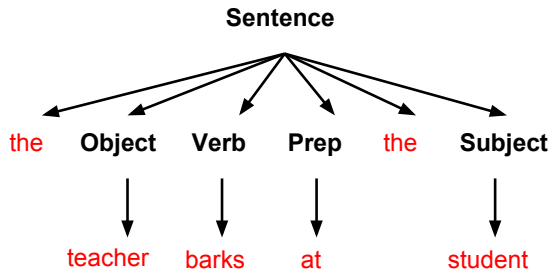 Sentence
the Object Verb Prep the Subject
teacher barks at student